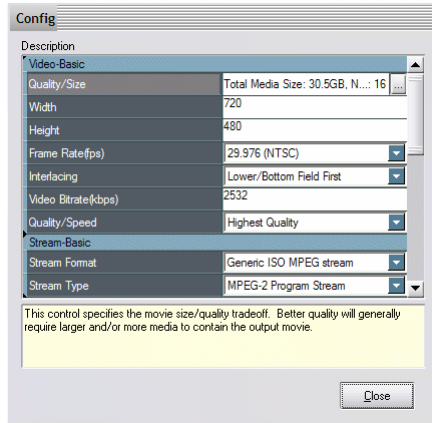 Config
Description
Video-Basic
Quality/Size Total Media Size: 30.5GB, N...: 16 ...
Width 720
Height 480
Frame Rate(fps) 29.976 (NTSC)
Interlacing Lower/Bottom Field First
Video Bitrate(kbps) 2532
Quality/Speed Highest Quality
Stream-Basic
Stream Format Generic ISO MPEG stream
Stream Type MPEG-2 Program Stream
This control specifies the movie size/quality tradeoff. Better quality will generally
require larger and/or more media to contain the output movie.
Close